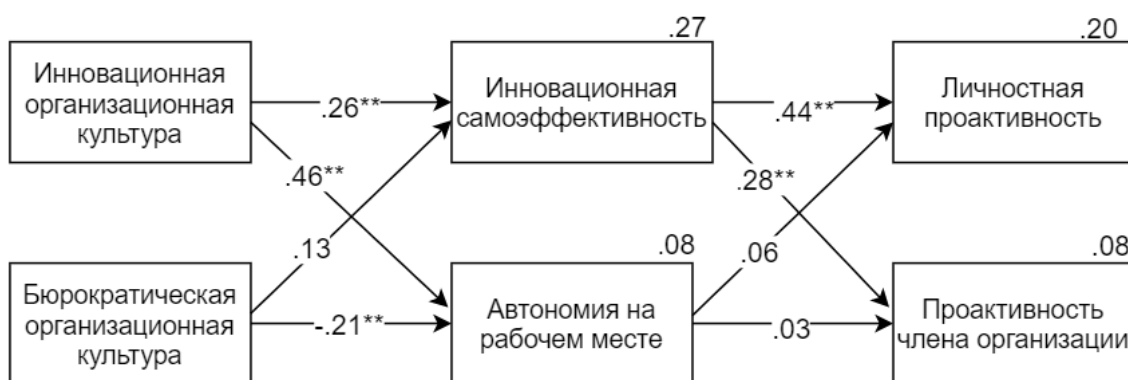 .27
.20
Инновационная
организационная
культура
.26**
Инновационная
самоэффективность
.44**
Личностная
проактивность
.46**
.28**
.13
.06
.08
.08
Бюрократическая
организационная
культура
-.21**
Автономия на
рабочем месте
.03
Проактивность
члена организации